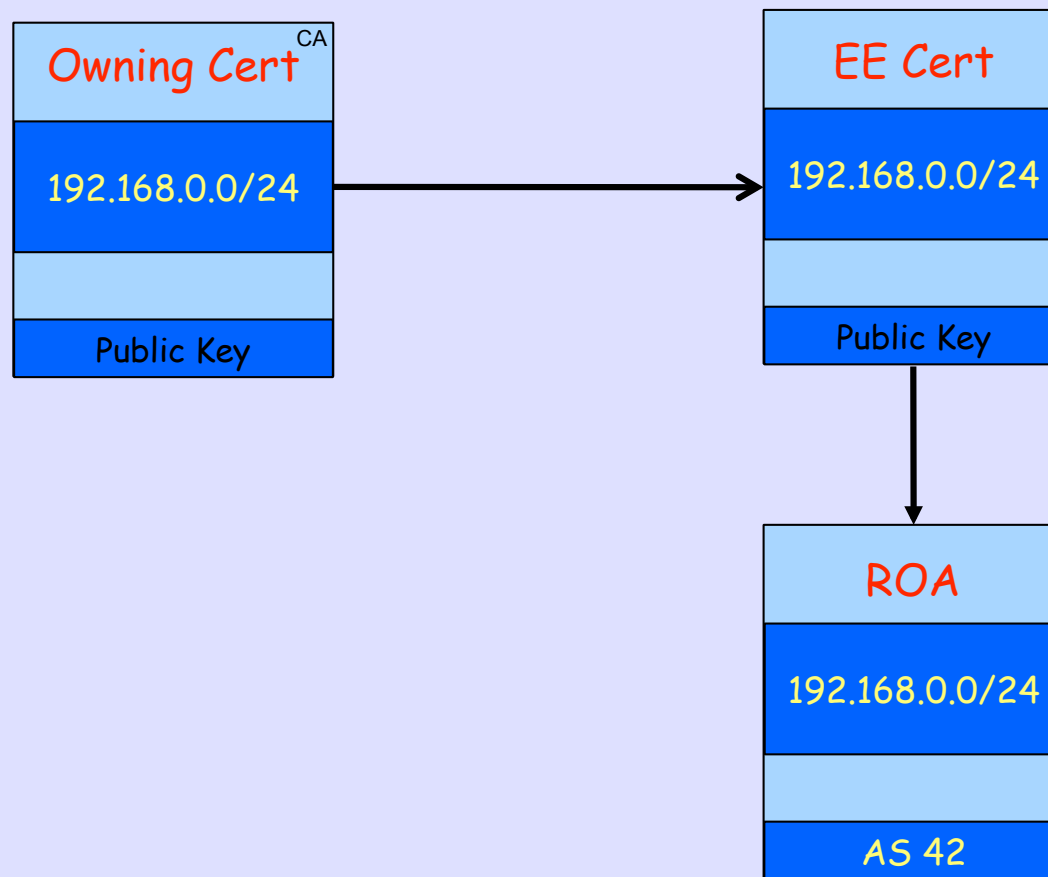 CA
Owning Cert
192.168.0.0/24
Public Key
EE Cert
192.168.0.0/24
Public Key
ROA
192.168.0.0/24
AS 42